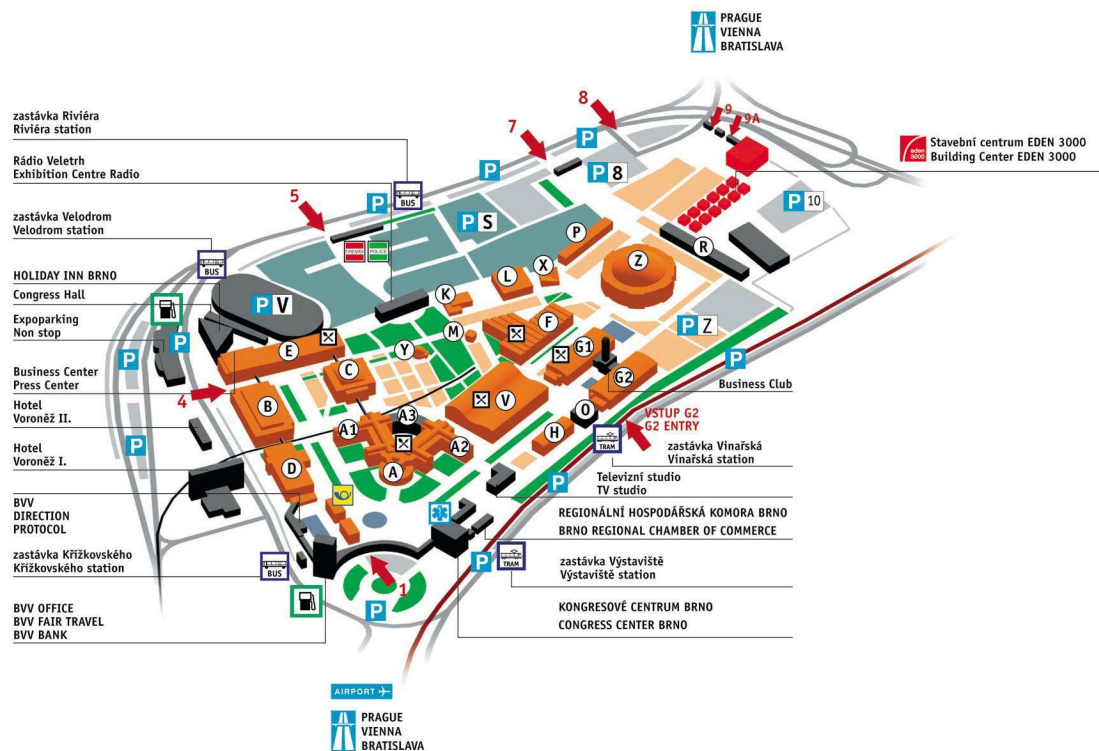 PRAGUE
VIENNA
BRATISLAVA
zastávka Riviéra
Riviéra station
Rádio Veletrh
Exhibition Centre Radio
zastávka Velodrom
Velodrom station
HOLIDAY INN BRNO
Congress Hall
Expoparking
Non stop
Business Center
Press Center
Hotel
Voroněž II.
Hotel
Voroněž I.
BVV
DIRECTION
PROTOCOL
zastávka Křížkovského
Křížkovského station
BVV OFFICE
BVV FAIR TRAVEL
BVV BANK
8
7
9
9A
5
4
1
BUS
BUS
BUS
POLICE
P
P
P
P 8
P S
P V
P 10
P Z
P
P
P
P
P
P
P
R
Z
X
L
K
M
F
Y
E
C
G1
G2
V
B
A3
A1
A2
A
O
H
D
eden
3000
Stavební centrum EDEN 3000
Building Center EDEN 3000
Business Club
VSTUP G2
G2 ENTRY
TRAM
zastávka Vinařská
Vinařská station
Televizní studio
TV studio
REGIONÁLNÍ HOSPODÁŘSKÁ KOMORA BRNO
BRNO REGIONAL CHAMBER OF COMMERCE
TRAM
zastávka Výstaviště
Výstaviště station
KONGRESOVÉ CENTRUM BRNO
CONGRESS CENTER BRNO
AIRPORT
PRAGUE
VIENNA
BRATISLAVA